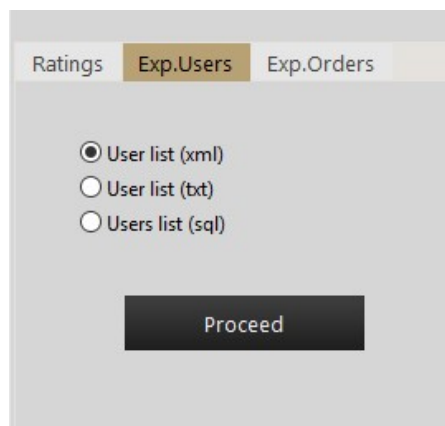 Ratings Exp.Users Exp.Orders
User list (xml)
User list (txt)
Users list (sql)
Proceed